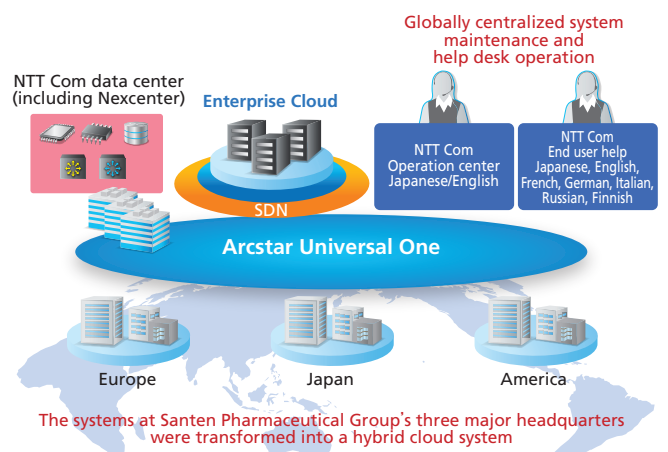 Globally centralized system
maintenance and
help desk operation
NTT Com data center
(including Nexcenter)
Enterprise Cloud
NTT Com
Operation center
Japanese/English
NTT Com
End user help
Japanese, English,
French, German, Italian,
Russian, Finnish
SDN
Arcstar Universal One
Europe
Japan
America
The systems at Santen Pharmaceutical Group's three major headquarters
were transformed into a hybrid cloud system